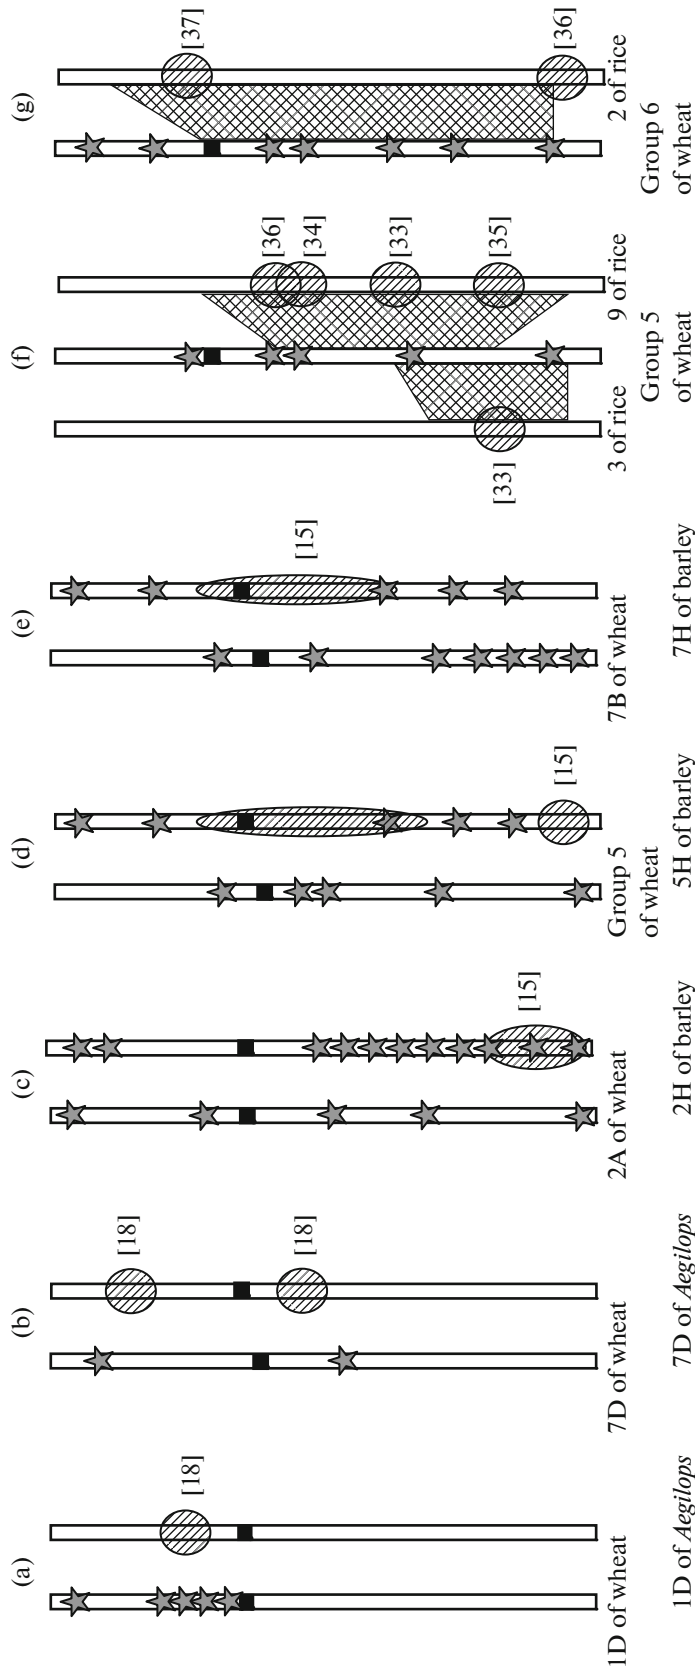 (a)
[18]
1D of wheat
1D of Aegilops
(b)
[18]
[18]
7D of wheat
7D of Aegilops
(c)
[15]
2A of wheat
2H of barley
(d)
[15]
Group 5
of wheat
5H of barley
(e)
[15]
7B of wheat
7H of barley
(f)
[36]
[34]
[33]
[35]
[33]
3 of rice
9 of rice
Group 5
of wheat
(g)
[37]
[36]
2 of rice
Group 6
of wheat